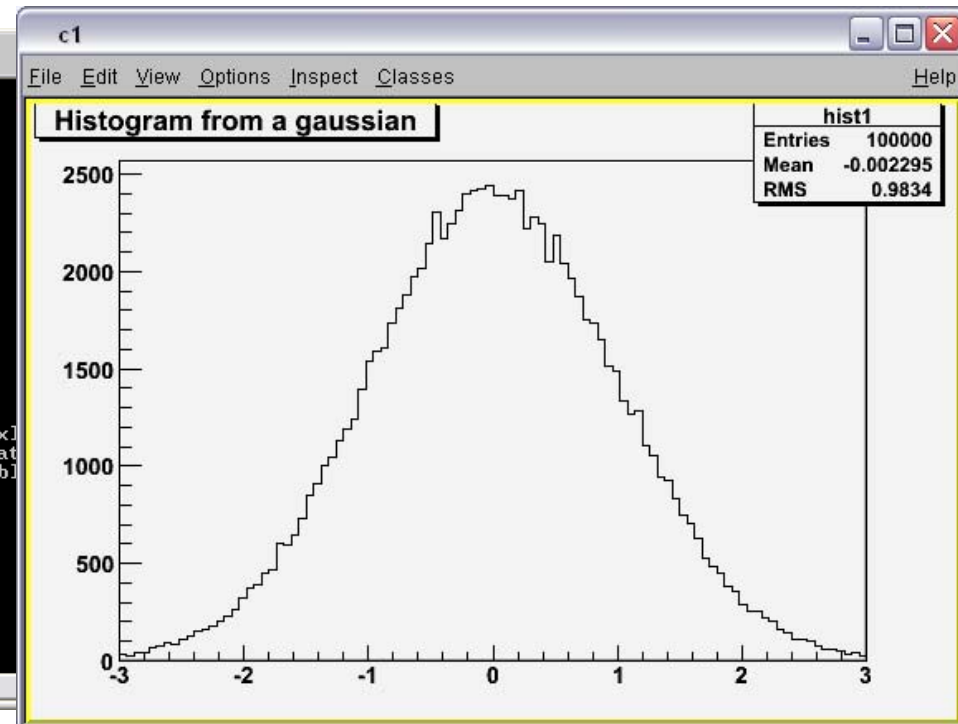 c1
File Edit View Options Inspect Classes Help
Histogram from a gaussian
hist1
Entries 100000
Mean -0.002295
RMS 0.9834
2500
2000
1500
1000
500
0
-3 -2 -1 0 1 2 3